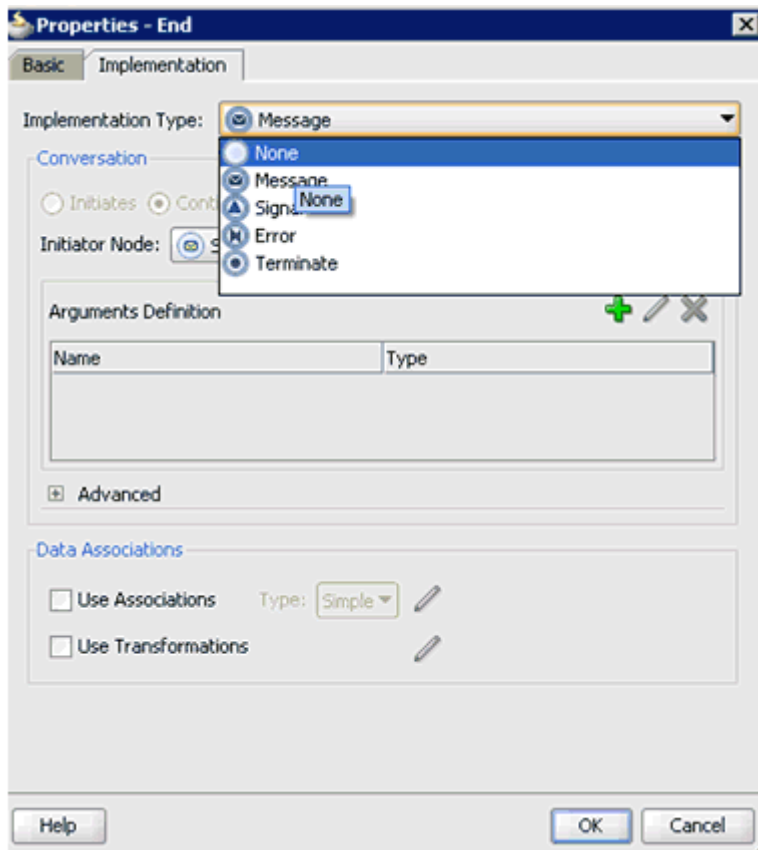 Properties - End
Basic Implementation
Implementation Type: Message
None
Conversation
Message
None
Initiates
Signal
Error
Initiator Node:
Terminate
Arguments Definition
Name Type
Advanced
Data Associations
Use Associations Type: Simple
Use Transformations
Help OK Cancel